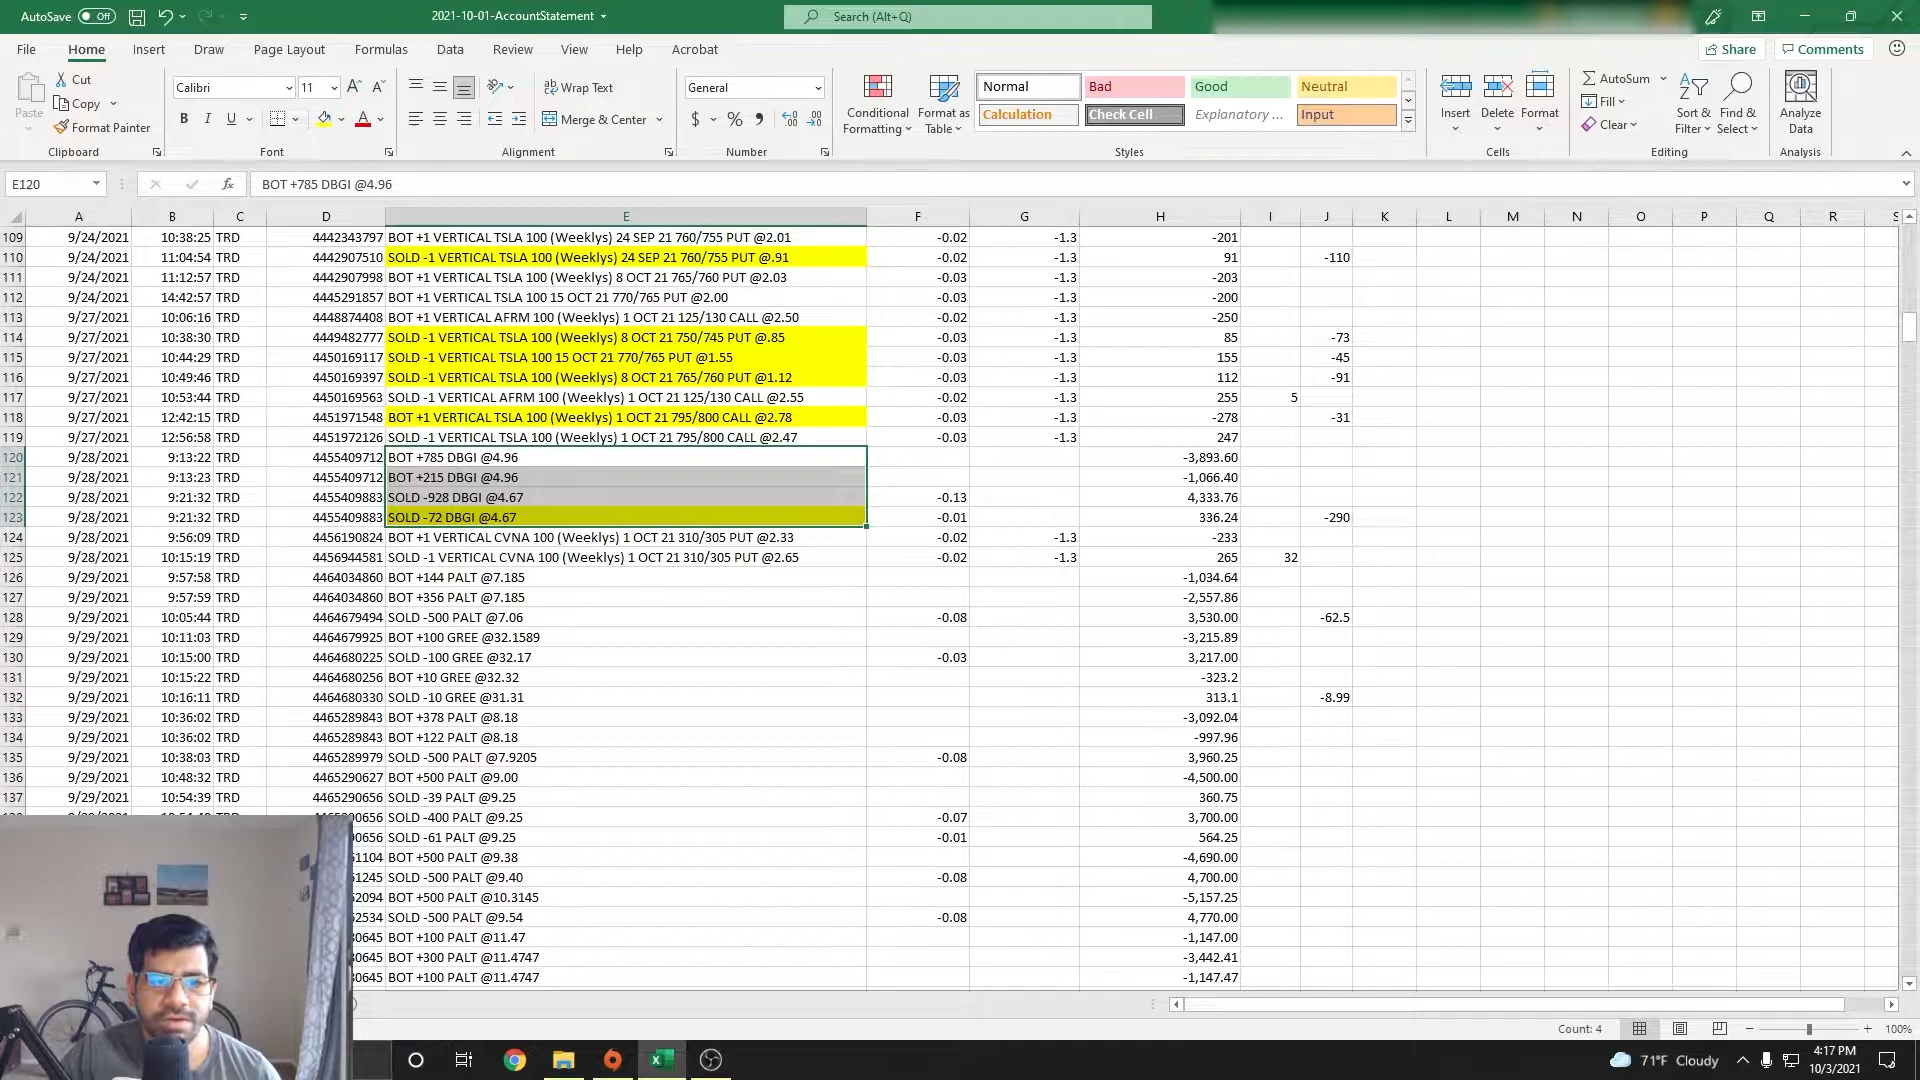 AutoSave Off 2021-10-01-AccountStatement Search (Alt+Q)
File Home Insert Draw Page Layout Formulas Data Review View Help Acrobat Share Comments
Paste Cut Copy Format Painter Clipboard
Calibri 11 A A B I U A Font
ab Wrap Text Merge & Center Alignment
General $ % Number
Conditional Formatting Format as Table
Normal Bad Good Neutral
Calculation Check Cell Explanatory ... Input
Styles
Insert Delete Format Cells
AutoSum Fill Clear Sort & Filter Find & Select Editing
Analyze Data Analysis
E120 fx BOT +785 DBGI @4.96
A B C D E F G H I J K L M N O P Q R S
109 9/24/2021 10:38:25 TRD 4442343797 BOT +1 VERTICAL TSLA 100 (Weeklys) 24 SEP 21 760/755 PUT @2.01 -0.02 -1.3 -201
110 9/24/2021 11:04:54 TRD 4442907510 SOLD -1 VERTICAL TSLA 100 (Weeklys) 24 SEP 21 760/755 PUT @.91 -0.02 -1.3 91 -110
111 9/24/2021 11:12:57 TRD 4442907998 BOT +1 VERTICAL TSLA 100 (Weeklys) 8 OCT 21 765/760 PUT @2.03 -0.03 -1.3 -203
112 9/24/2021 14:42:57 TRD 4445291857 BOT +1 VERTICAL TSLA 100 15 OCT 21 770/765 PUT @2.00 -0.03 -1.3 -200
113 9/27/2021 10:06:16 TRD 4448874408 BOT +1 VERTICAL AFRM 100 (Weeklys) 1 OCT 21 125/130 CALL @2.50 -0.02 -1.3 -250
114 9/27/2021 10:38:30 TRD 4449482777 SOLD -1 VERTICAL TSLA 100 (Weeklys) 8 OCT 21 750/745 PUT @.85 -0.03 -1.3 85 -73
115 9/27/2021 10:44:29 TRD 4450169117 SOLD -1 VERTICAL TSLA 100 15 OCT 21 770/765 PUT @1.55 -0.03 -1.3 155 -45
116 9/27/2021 10:49:46 TRD 4450169397 SOLD -1 VERTICAL TSLA 100 (Weeklys) 8 OCT 21 765/760 PUT @1.12 -0.03 -1.3 112 -91
117 9/27/2021 10:53:44 TRD 4450169563 SOLD -1 VERTICAL AFRM 100 (Weeklys) 1 OCT 21 125/130 CALL @2.55 -0.02 -1.3 255 5
118 9/27/2021 12:42:15 TRD 4451971548 BOT +1 VERTICAL TSLA 100 (Weeklys) 1 OCT 21 795/800 CALL @2.78 -0.03 -1.3 -278 -31
119 9/27/2021 12:56:58 TRD 4451972126 SOLD -1 VERTICAL TSLA 100 (Weeklys) 1 OCT 21 795/800 CALL @2.47 -0.03 -1.3 247
120 9/28/2021 9:13:22 TRD 4455409712 BOT +785 DBGI @4.96 -3,893.60
121 9/28/2021 9:13:23 TRD 4455409712 BOT +215 DBGI @4.96 -1,066.40
122 9/28/2021 9:21:32 TRD 4455409883 SOLD -928 DBGI @4.67 -0.13 4,333.76
123 9/28/2021 9:21:32 TRD 4455409883 SOLD -72 DBGI @4.67 -0.01 336.24 -290
124 9/28/2021 9:56:09 TRD 4456190824 BOT +1 VERTICAL CVNA 100 (Weeklys) 1 OCT 21 310/305 PUT @2.33 -0.02 -1.3 -233
125 9/28/2021 10:15:19 TRD 4456944581 SOLD -1 VERTICAL CVNA 100 (Weeklys) 1 OCT 21 310/305 PUT @2.65 -0.02 -1.3 265 32
126 9/29/2021 9:57:58 TRD 4464034860 BOT +144 PALT @7.185 -1,034.64
127 9/29/2021 9:57:59 TRD 4464034860 BOT +356 PALT @7.185 -2,557.86
128 9/29/2021 10:05:44 TRD 4464679494 SOLD -500 PALT @7.06 -0.08 3,530.00 -62.5
129 9/29/2021 10:11:03 TRD 4464679925 BOT +100 GREE @32.1589 -3,215.89
130 9/29/2021 10:15:00 TRD 4464680225 SOLD -100 GREE @32.17 -0.03 3,217.00
131 9/29/2021 10:15:22 TRD 4464680256 BOT +10 GREE @32.32 -323.2
132 9/29/2021 10:16:11 TRD 4464680330 SOLD -10 GREE @31.31 313.1 -8.99
133 9/29/2021 10:36:02 TRD 4465289843 BOT +378 PALT @8.18 -3,092.04
134 9/29/2021 10:36:02 TRD 4465289843 BOT +122 PALT @8.18 -997.96
135 9/29/2021 10:38:03 TRD 4465289979 SOLD -500 PALT @7.9205 -0.08 3,960.25
136 9/29/2021 10:48:32 TRD 4465290627 BOT +500 PALT @9.00 -4,500.00
137 9/29/2021 10:54:39 TRD 4465290656 SOLD -39 PALT @9.25 360.75
SOLD -400 PALT @9.25 -0.07 3,700.00
SOLD -61 PALT @9.25 -0.01 564.25
1104 BOT +500 PALT @9.38 -4,690.00
1245 SOLD -500 PALT @9.40 -0.08 4,700.00
2094 BOT +500 PALT @10.3145 -5,157.25
2534 SOLD -500 PALT @9.54 -0.08 4,770.00
0645 BOT +100 PALT @11.47 -1,147.00
0645 BOT +300 PALT @11.4747 -3,442.41
0645 BOT +100 PALT @11.4747 -1,147.47
Count: 4 100%
71°F Cloudy 4:17 PM
10/3/2021